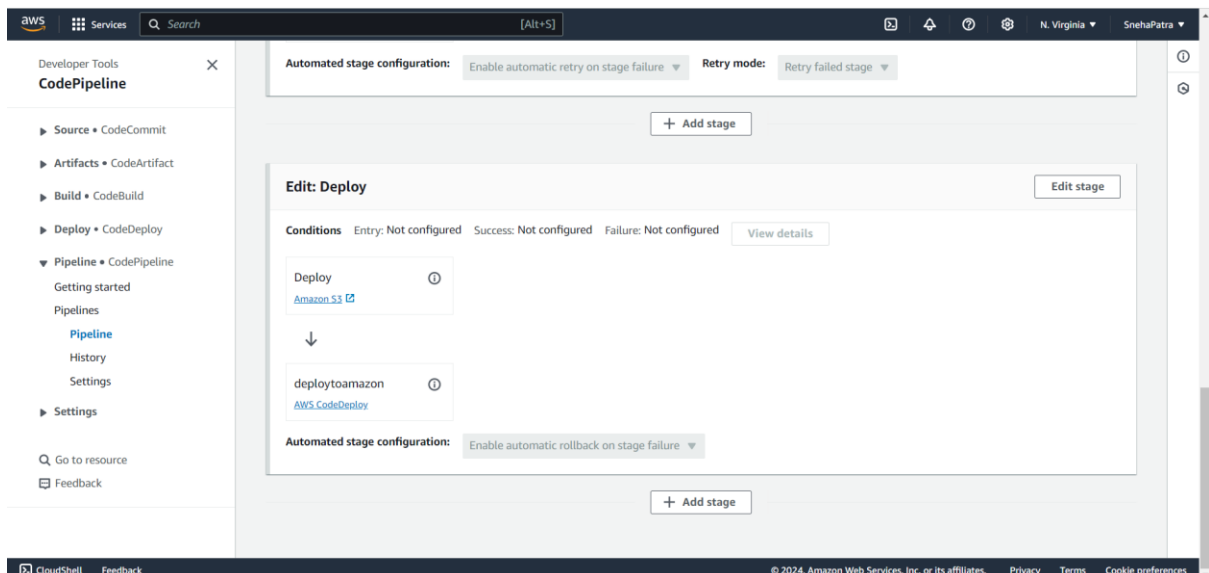 aws Services Search [Alt+S] N. Virginia SnehaPatra
Developer Tools
CodePipeline
Source • CodeCommit
Artifacts • CodeArtifact
Build • CodeBuild
Deploy • CodeDeploy
Pipeline • CodePipeline
Getting started
Pipelines
Pipeline
History
Settings
Settings
Go to resource
Feedback
Automated stage configuration: Enable automatic retry on stage failure Retry mode: Retry failed stage
+ Add stage
Edit: Deploy Edit stage
Conditions Entry: Not configured Success: Not configured Failure: Not configured View details
Deploy
Amazon S3
deploytoamazon
AWS CodeDeploy
Automated stage configuration: Enable automatic rollback on stage failure
+ Add stage
CloudShell Feedback © 2024, Amazon Web Services, Inc. or its affiliates. Privacy Terms Cookie preferences